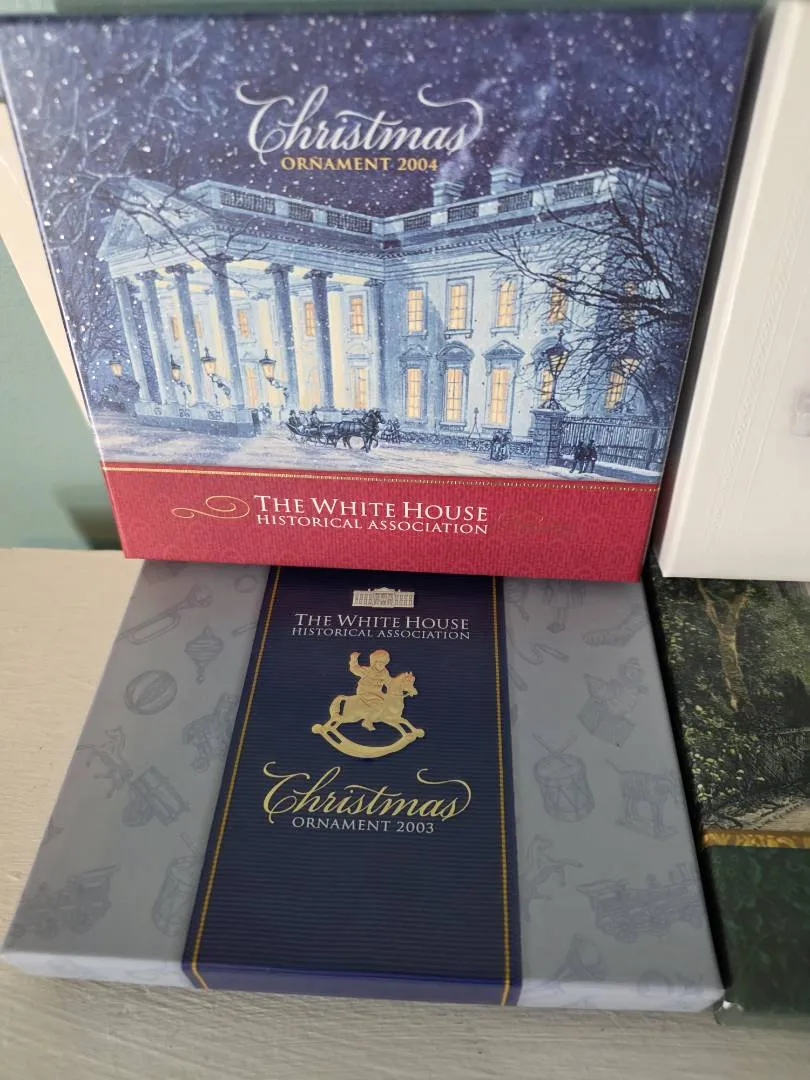 Christmas
ORNAMENT 2004
THE WHITE HOUSE
HISTORICAL ASSOCIATION
THE WHITE HOUSE
HISTORICAL ASSOCIATION
Christmas
ORNAMENT 2003